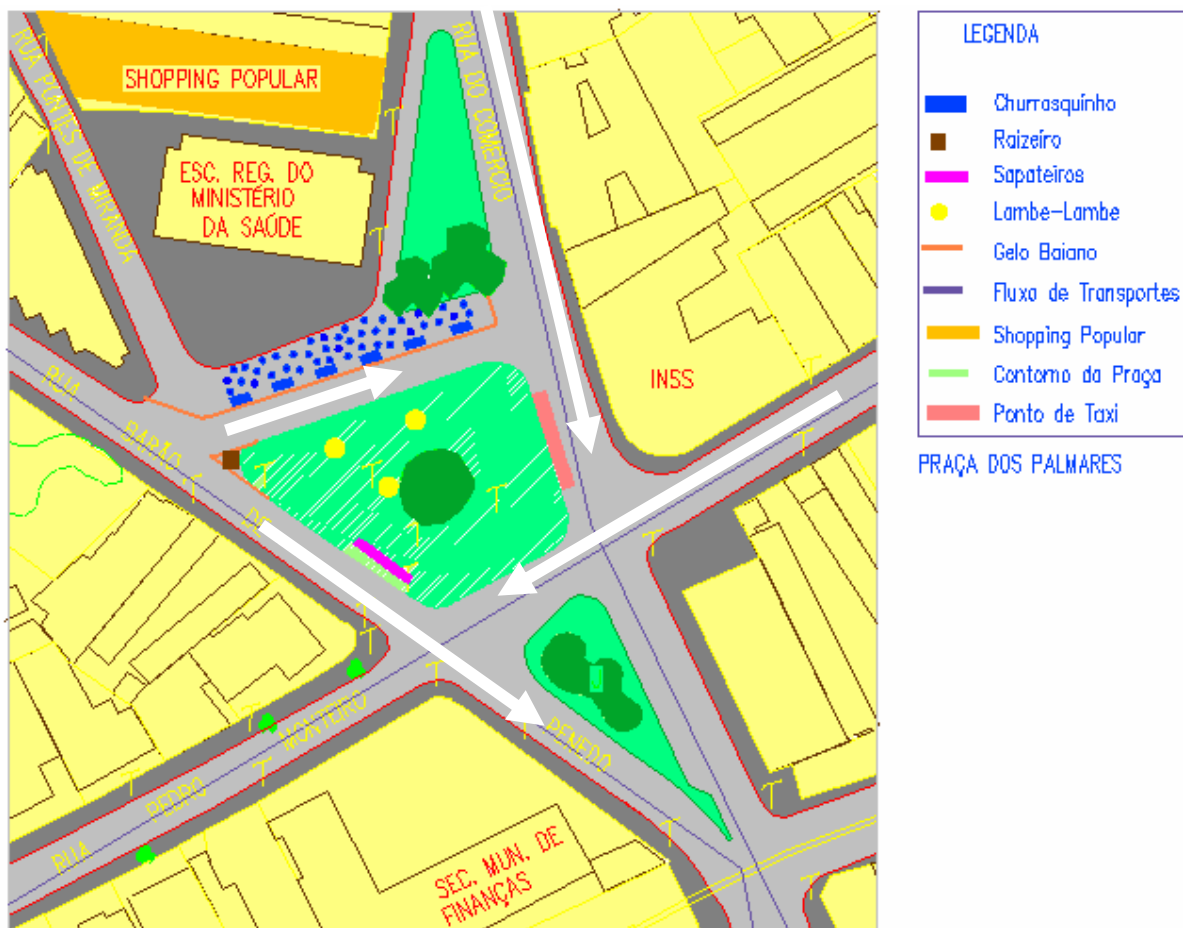 RUA PONTES DE MIRANDA
SHOPPING POPULAR
RUA DO COMERCIO
ESC. REG. DO
MINISTÉRIO
DA SAÚDE
INSS
RUA BARÃO DE PENEDO
RUA PEDRO MONTEIRO
SEC. MUN. DE
FINANÇAS
LEGENDA
Churrasquinho
Raizeiro
Sapateiros
Lambe-Lambe
Gelo Baiano
Fluxo de Transportes
Shopping Popular
Contorno da Praça
Ponto de Taxi
PRAÇA DOS PALMARES